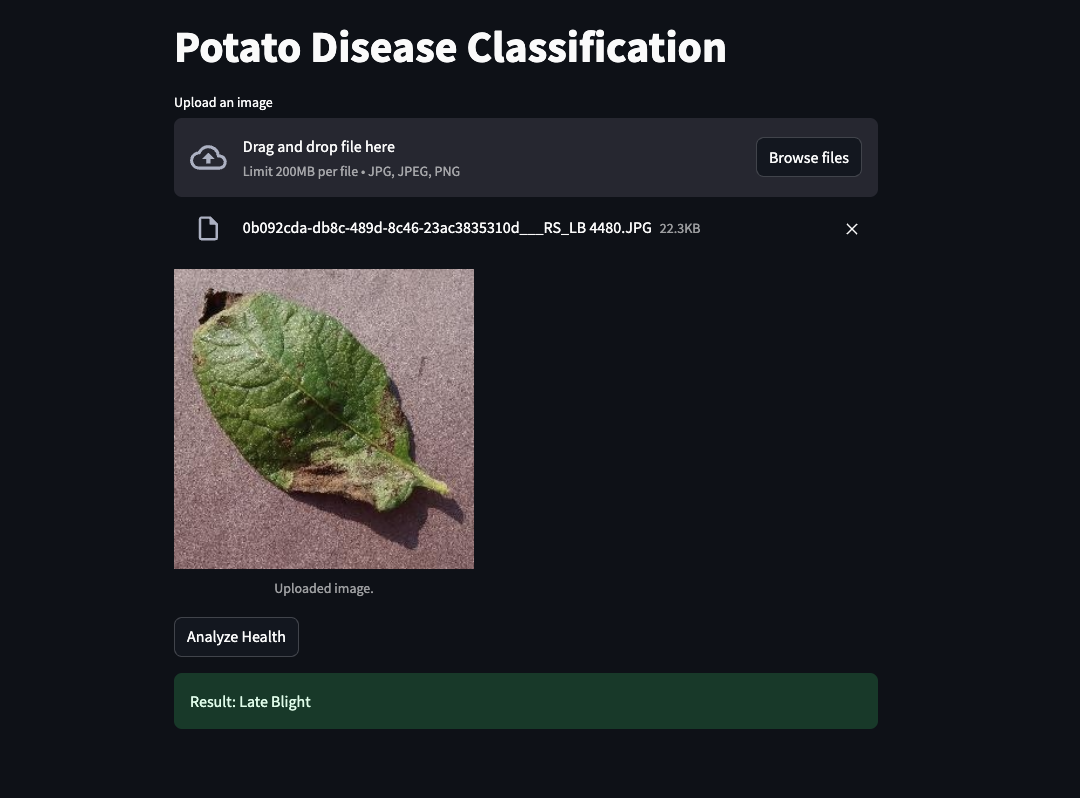 Potato Disease Classification
Upload an image
Drag and drop file here
Limit 200MB per file • JPG, JPEG, PNG
Browse files
0b092cda-db8c-489d-8c46-23ac3835310d___RS_LB 4480.JPG 22.3KB
Uploaded image.
Analyze Health
Result: Late Blight